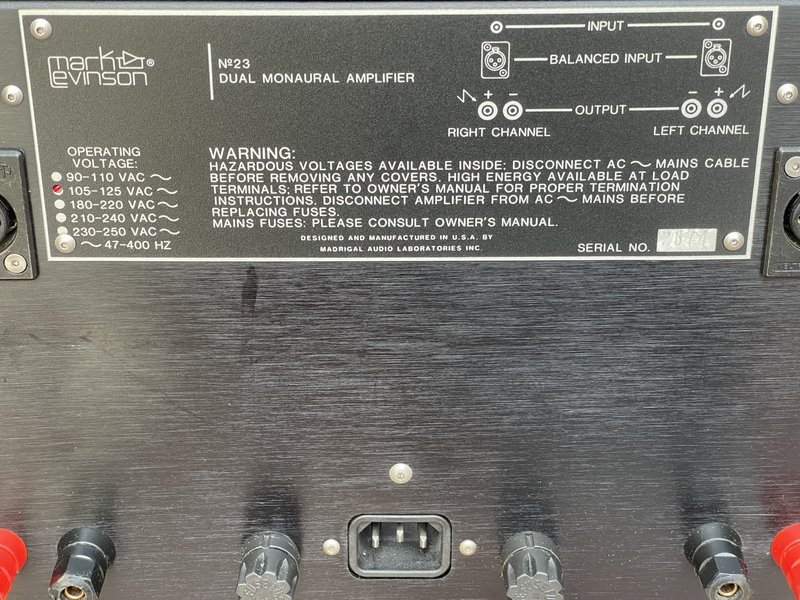 mark levinson®
Nº23
DUAL MONAURAL AMPLIFIER
INPUT
BALANCED INPUT
+ − OUTPUT − +
RIGHT CHANNEL LEFT CHANNEL
OPERATING
VOLTAGE:
90-110 VAC ~
105-125 VAC ~
180-220 VAC ~
210-240 VAC ~
230-250 VAC ~
~ 47-400 HZ
WARNING:
HAZARDOUS VOLTAGES AVAILABLE INSIDE: DISCONNECT AC ~ MAINS CABLE
BEFORE REMOVING ANY COVERS. HIGH ENERGY AVAILABLE AT LOAD
TERMINALS; REFER TO OWNER'S MANUAL FOR PROPER TERMINATION
INSTRUCTIONS. DISCONNECT AMPLIFIER FROM AC ~ MAINS BEFORE
REPLACING FUSES.
MAINS FUSES: PLEASE CONSULT OWNER'S MANUAL.
DESIGNED AND MANUFACTURED IN U.S.A. BY
MADRIGAL AUDIO LABORATORIES INC.
SERIAL NO.